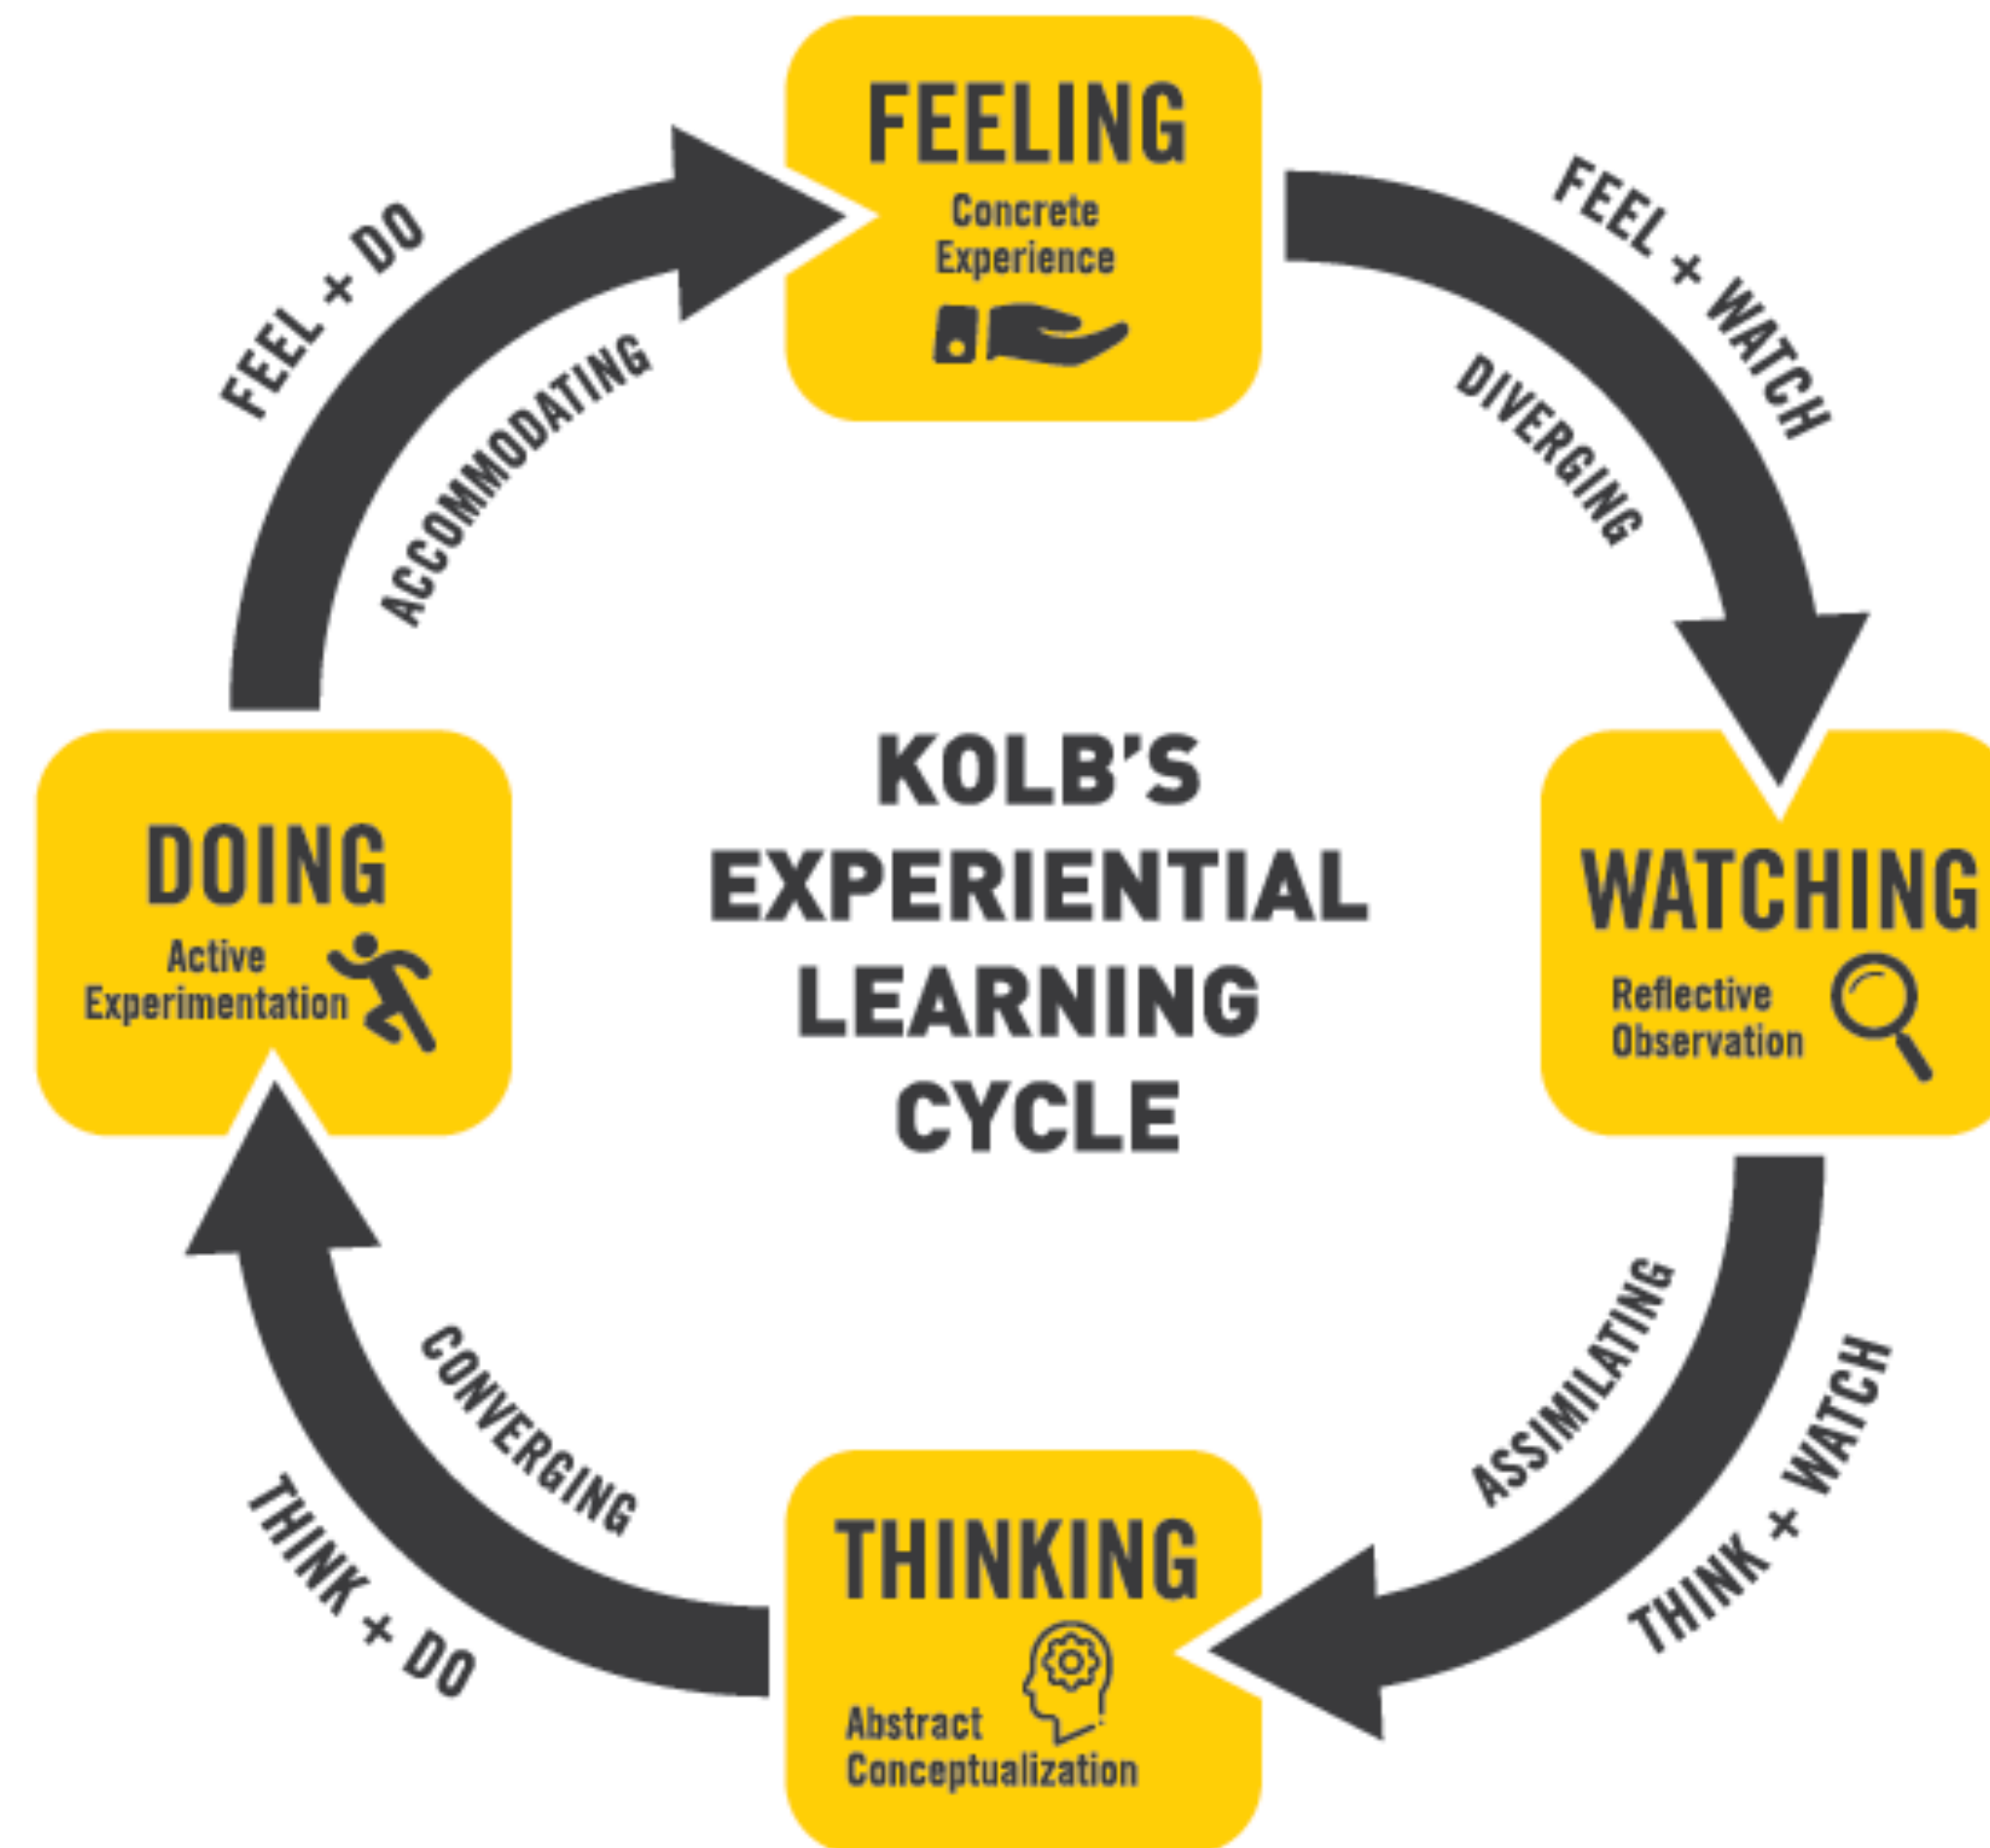 FEELING
Concrete
Experience
FEEL + DO
FEEL + WATCH
ACCOMMODATING
DIVERGING
KOLB’S
EXPERIENTIAL
LEARNING
CYCLE
DOING
Active
Experimentation
WATCHING
Reflective
Observation
CONVERGING
ASSIMILATING
THINK + DO
THINK + WATCH
THINKING
Abstract
Conceptualization